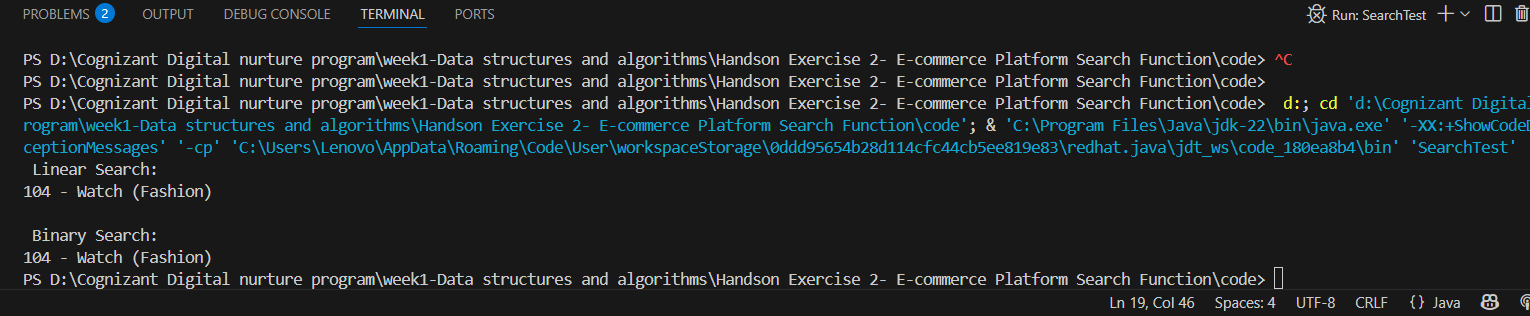 PROBLEMS 2 OUTPUT DEBUG CONSOLE TERMINAL PORTS Run: SearchTest
PS D:\Cognizant Digital nurture program\week1-Data structures and algorithms\Handson Exercise 2- E-commerce Platform Search Function\code> ^C
PS D:\Cognizant Digital nurture program\week1-Data structures and algorithms\Handson Exercise 2- E-commerce Platform Search Function\code>
PS D:\Cognizant Digital nurture program\week1-Data structures and algorithms\Handson Exercise 2- E-commerce Platform Search Function\code> d:; cd 'd:\Cognizant Digital
rogram\week1-Data structures and algorithms\Handson Exercise 2- E-commerce Platform Search Function\code'; & 'C:\Program Files\Java\jdk-22\bin\java.exe' '-XX:+ShowCodeD
ceptionMessages' '-cp' 'C:\Users\Lenovo\AppData\Roaming\Code\User\workspaceStorage\0ddd95654b28d114cfc44cb5ee819e83\redhat.java\jdt_ws\code_180ea8b4\bin' 'SearchTest'
Linear Search:
104 - Watch (Fashion)
Binary Search:
104 - Watch (Fashion)
PS D:\Cognizant Digital nurture program\week1-Data structures and algorithms\Handson Exercise 2- E-commerce Platform Search Function\code>
Ln 19, Col 46 Spaces: 4 UTF-8 CRLF {} Java